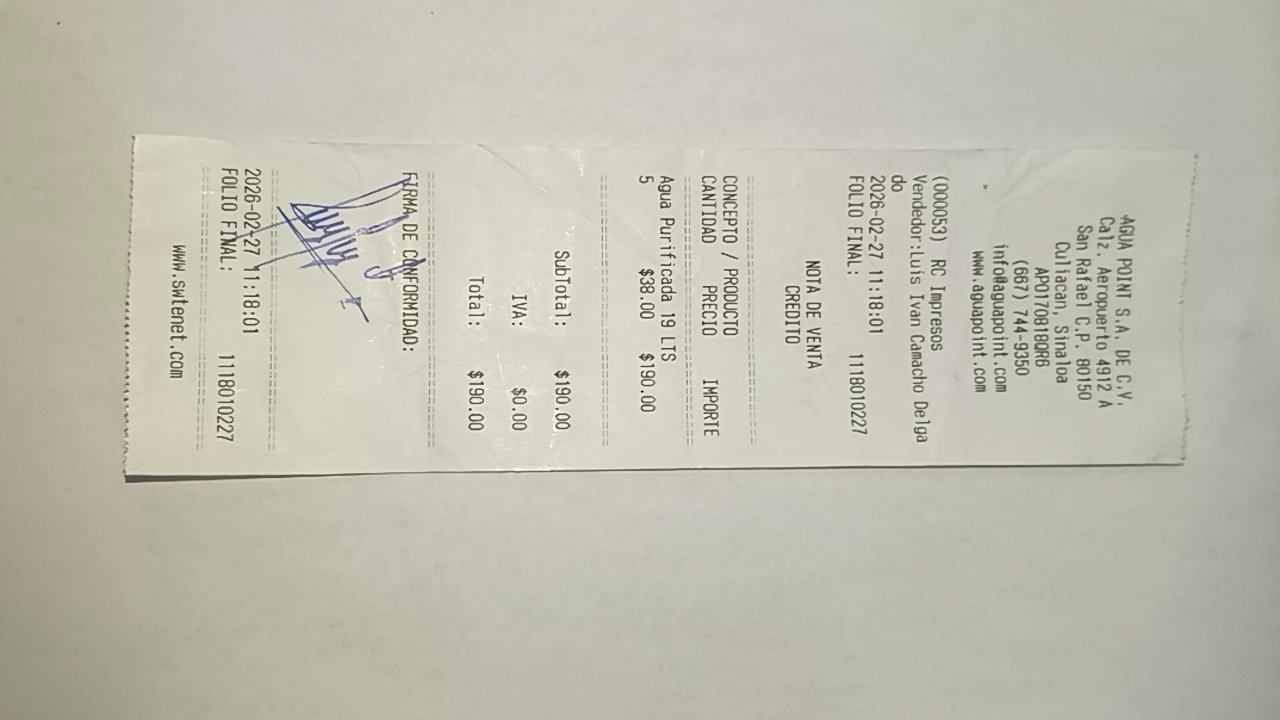 AGUA POINT S.A. DE C.V.
Calz. Aeropuerto 4912 A
San Rafael C.P. 80150
Culiacan, Sinaloa
APO170818QR6
(667) 744-9350
info@aguapoint.com
www.aguapoint.com
(000053) RC Impresos
Vendedor:Luis Ivan Camacho Delga
do
2026-02-27 11:18:01
FOLIO FINAL: 1118010227
NOTA DE VENTA
CREDITO
================================
CONCEPTO / PRODUCTO
CANTIDAD PRECIO IMPORTE
================================
Agua Purificada 19 LTS
5 $38.00 $190.00
================================
SubTotal: $190.00
IVA: $0.00
Total: $190.00
================================
FIRMA DE CONFORMIDAD:
================================
2026-02-27 11:18:01
FOLIO FINAL: 1118010227
================================
www.swtenet.com